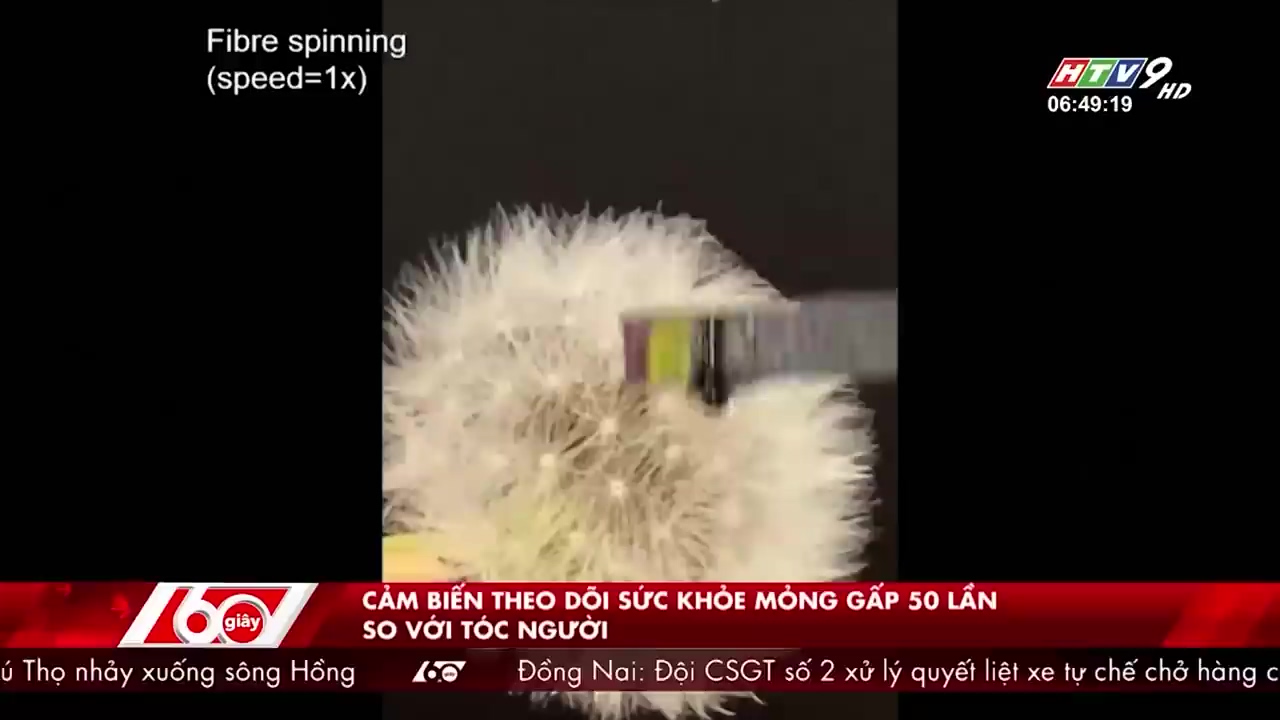 Fibre spinning
(speed=1x)
HTV9 HD
06:49:19
60 giây
CẢM BIẾN THEO DÕI SỨC KHỎE MỎNG GẤP 50 LẦN
SO VỚI TÓC NGƯỜI
ú Thọ nhảy xuống sông Hồng 60 giây Đồng Nai: Đội CSGT số 2 xử lý quyết liệt xe tự chế chở hàng c